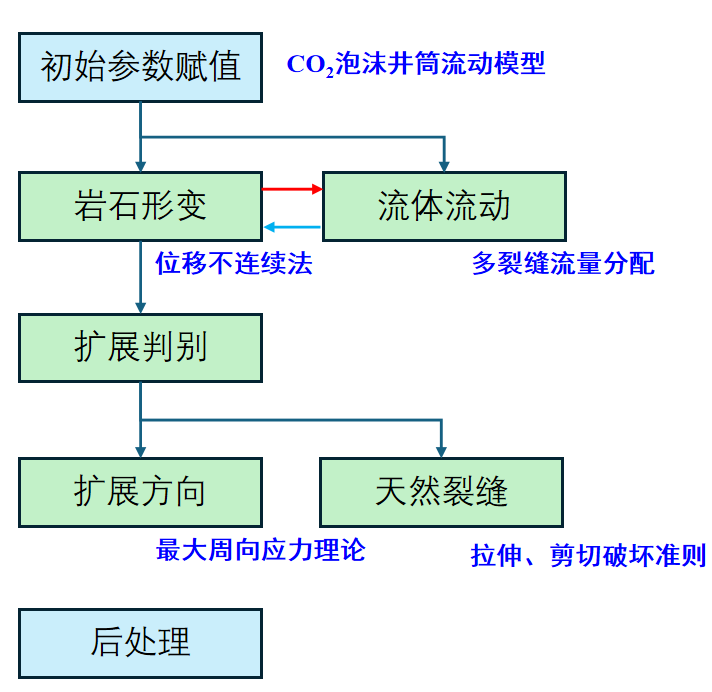 初始参数赋值
CO₂泡沫井筒流动模型
岩石形变
流体流动
位移不连续法
多裂缝流量分配
扩展判别
扩展方向
天然裂缝
最大周向应力理论
拉伸、剪切破坏准则
后处理